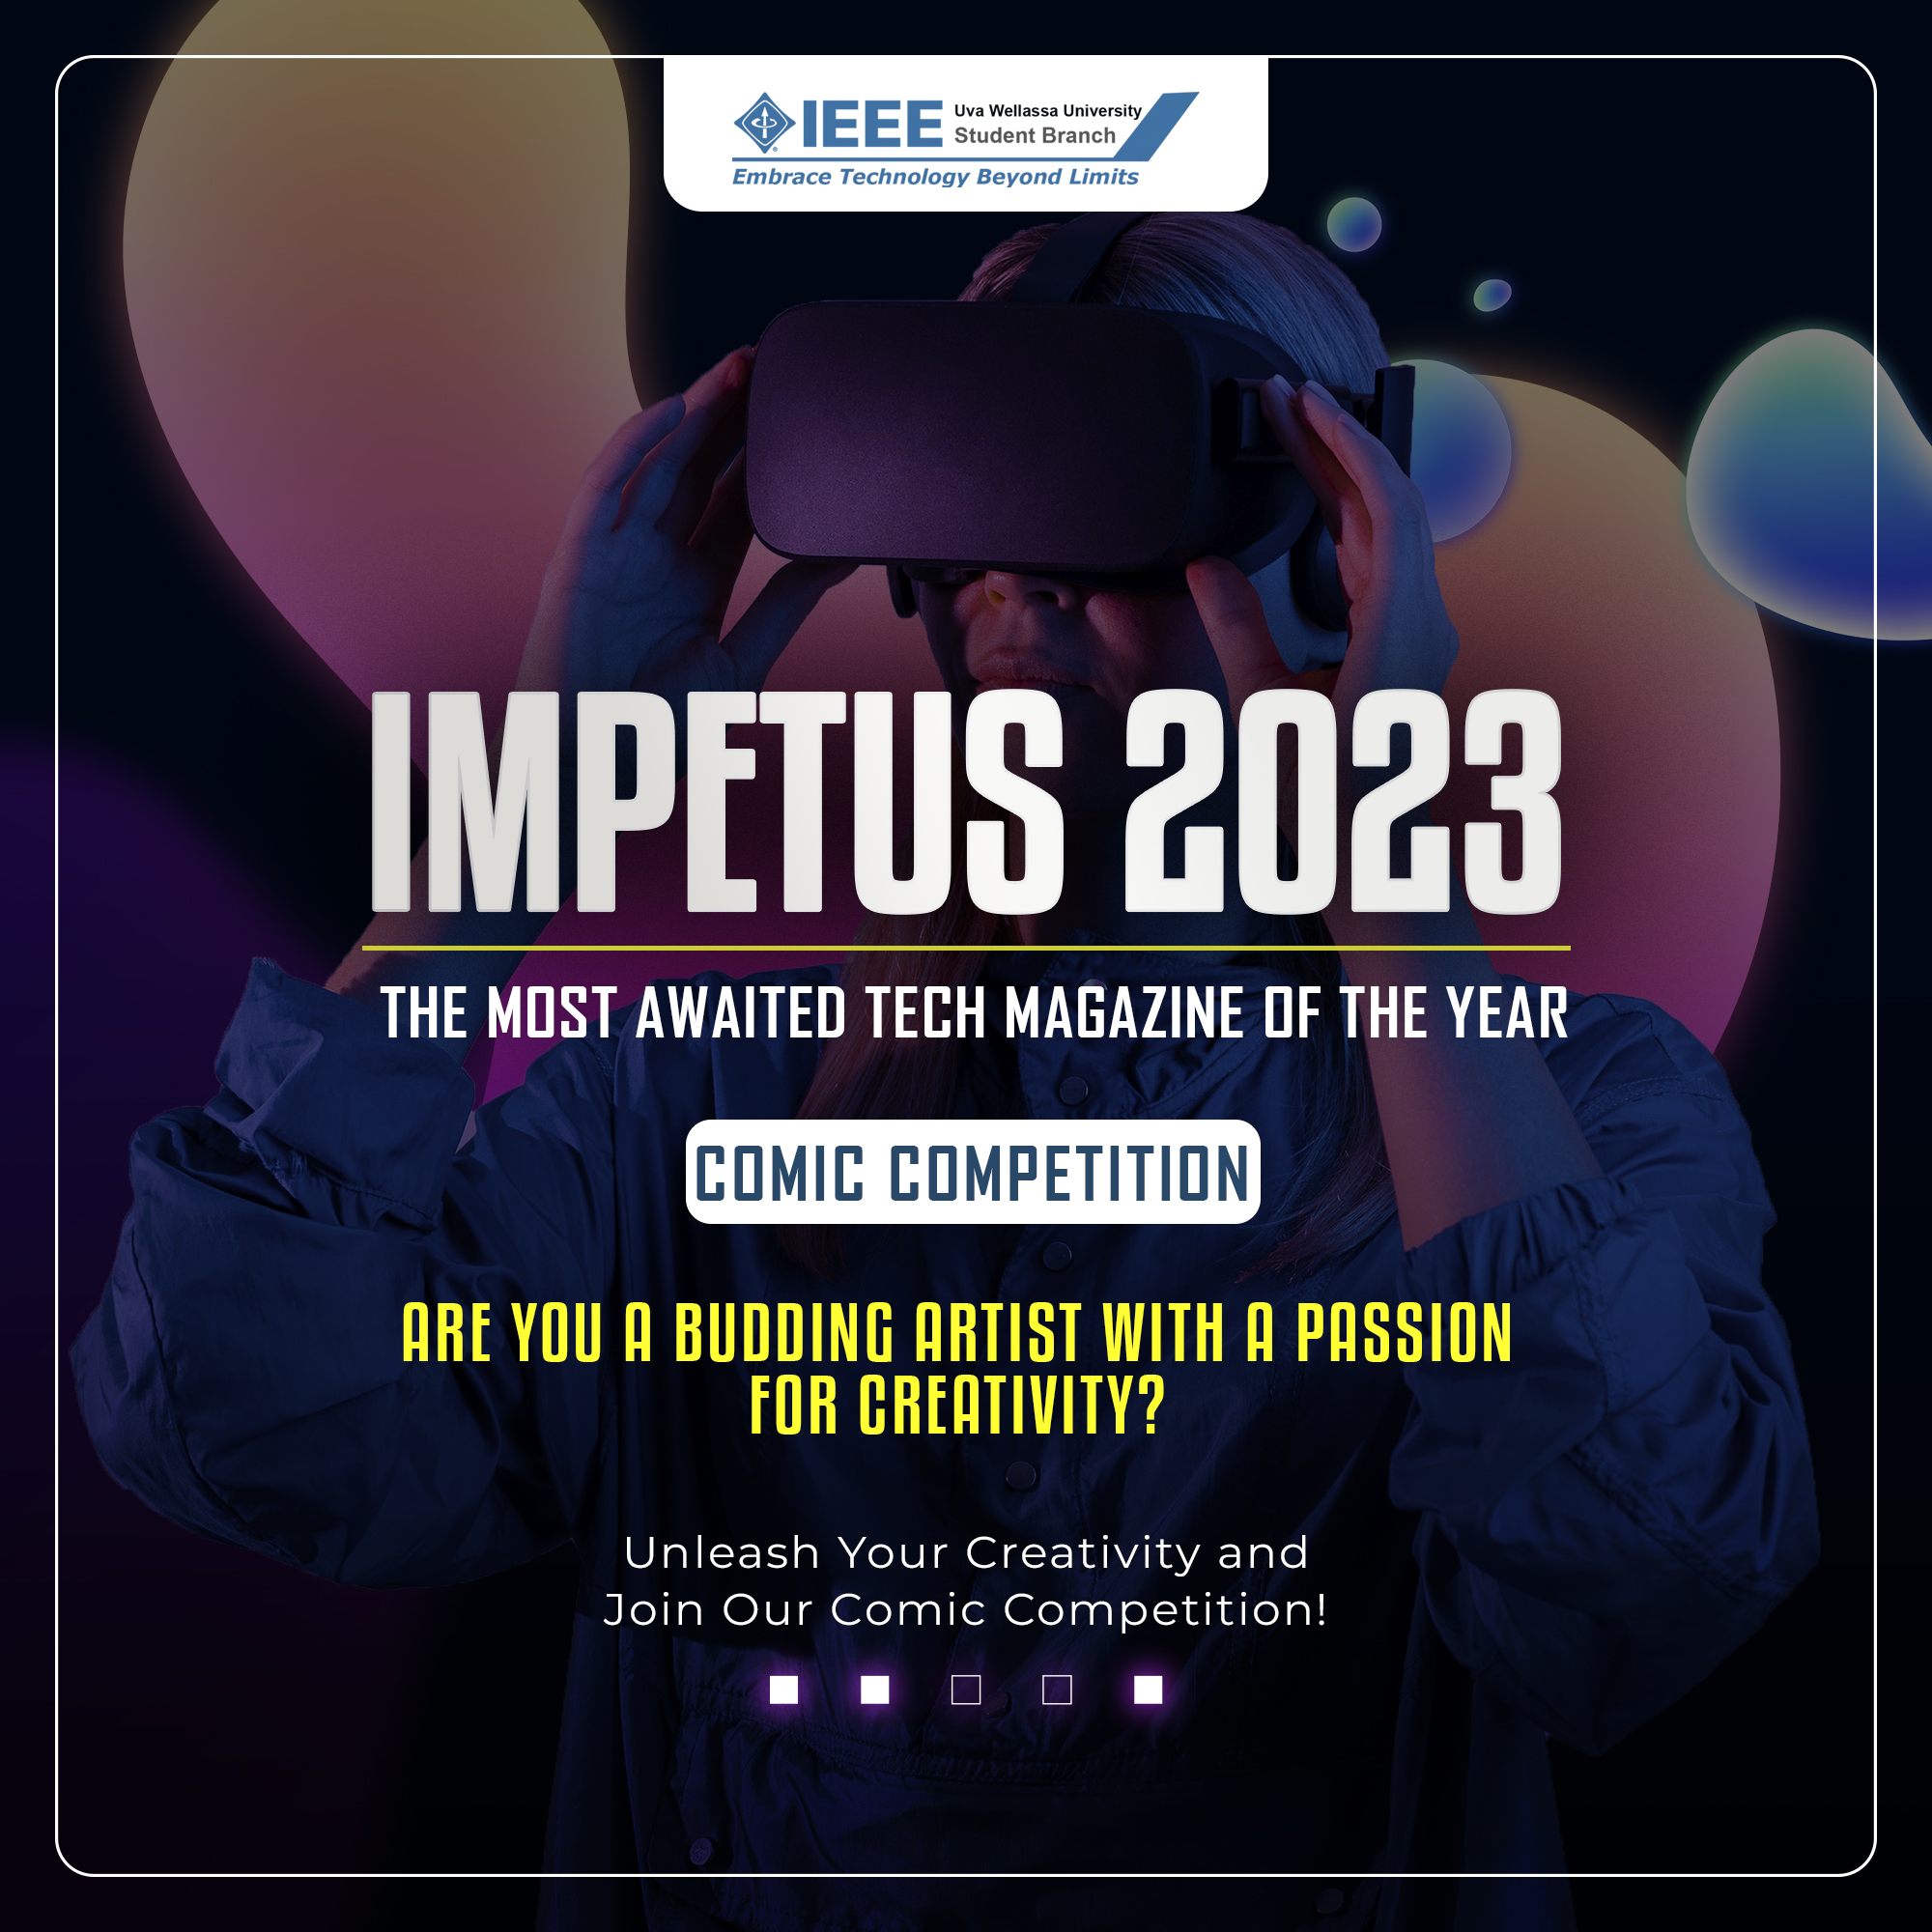 IEEE
Uva Wellassa University
Student Branch
Embrace Technology Beyond Limits
IMPETUS 2023
THE MOST AWAITED TECH MAGAZINE OF THE YEAR
COMIC COMPETITION
ARE YOU A BUDDING ARTIST WITH A PASSION
FOR CREATIVITY?
Unleash Your Creativity and
Join Our Comic Competition!